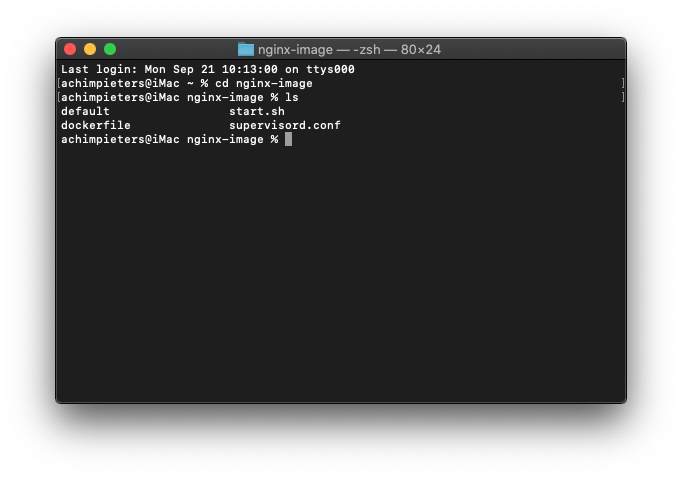 nginx-image — -zsh — 80×24
Last login: Mon Sep 21 10:13:00 on ttys000
[achimpieters@iMac ~ % cd nginx-image ]
[achimpieters@iMac nginx-image % ls ]
default start.sh
dockerfile supervisord.conf
achimpieters@iMac nginx-image %